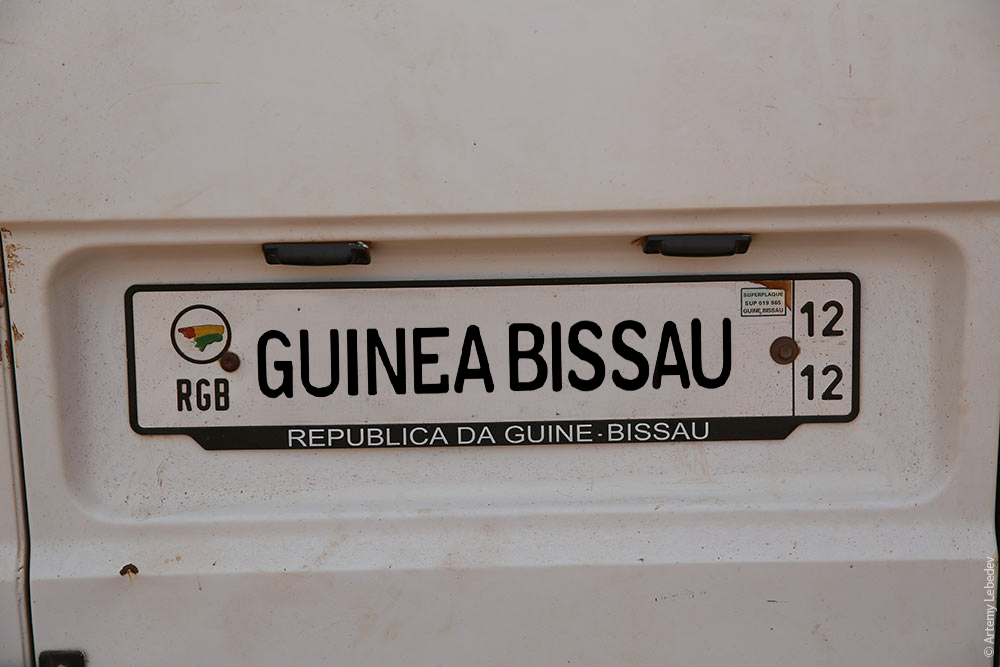 SUPERPLAQUE
SUP 019 965
GUINE, BISSAU
12
GUINEA BISSAU
RGB
12
REPUBLICA DA GUINE-BISSAU
© Artemy Lebedev